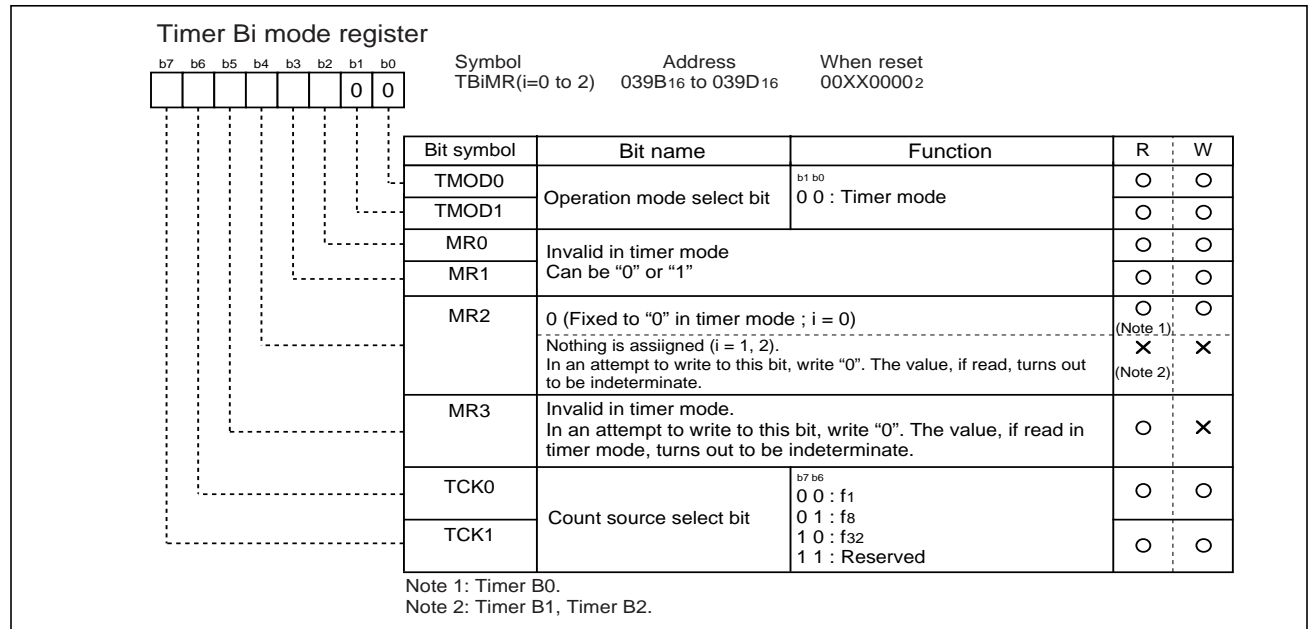 Timer Bi mode register
b7 b6 b5 b4 b3 b2 b1 b0
0 0
Symbol Address When reset
TBiMR(i=0 to 2) 039B16 to 039D16 00XX00002
Bit symbol Bit name Function R W
TMOD0
TMOD1
Operation mode select bit
b1 b0
0 0 : Timer mode
MR0
MR1
Invalid in timer mode
Can be “0” or “1”
MR2
0 (Fixed to “0” in timer mode ; i = 0)
(Note 1)
Nothing is assiigned (i = 1, 2).
In an attempt to write to this bit, write “0”. The value, if read, turns out
to be indeterminate.
(Note 2)
MR3
Invalid in timer mode.
In an attempt to write to this bit, write “0”. The value, if read in
timer mode, turns out to be indeterminate.
TCK0
TCK1
Count source select bit
b7 b6
0 0 : f1
0 1 : f8
1 0 : f32
1 1 : Reserved
Note 1: Timer B0.
Note 2: Timer B1, Timer B2.